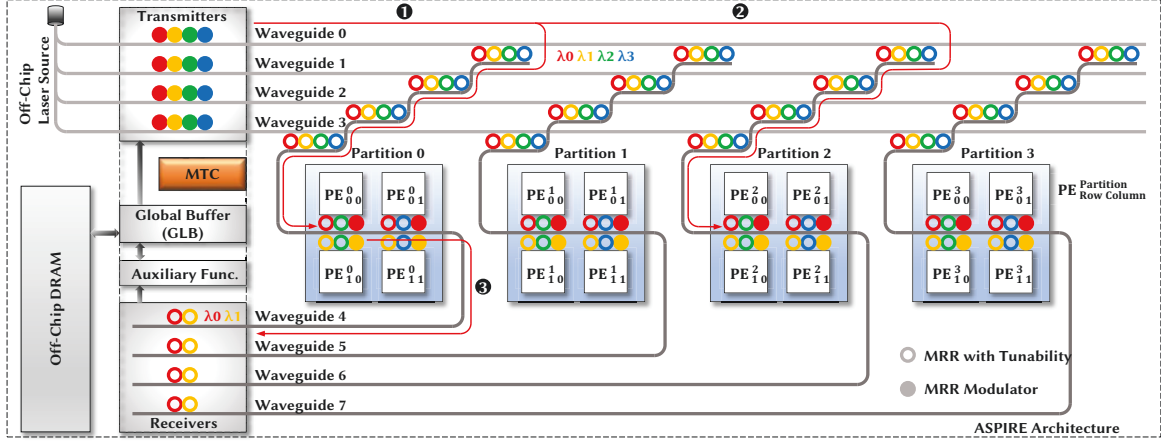 Off-Chip
Laser Source
Transmitters
❶
❷
Waveguide 0
Waveguide 1
Waveguide 2
Waveguide 3
λ0 λ1 λ2 λ3
MTC
Global Buffer
(GLB)
Auxiliary Func.
Off-Chip DRAM
Partition 0
PE 0 0 0
PE 0 0 1
PE 0 1 0
PE 0 1 1
Partition 1
PE 1 0 0
PE 1 0 1
PE 1 1 0
PE 1 1 1
Partition 2
PE 2 0 0
PE 2 0 1
PE 2 1 0
PE 2 1 1
Partition 3
PE 3 0 0
PE 3 0 1
PE 3 1 0
PE 3 1 1
PE Partition
Row Column
❸
λ0 λ1
Waveguide 4
Waveguide 5
Waveguide 6
Waveguide 7
Receivers
MRR with Tunability
MRR Modulator
ASPIRE Architecture